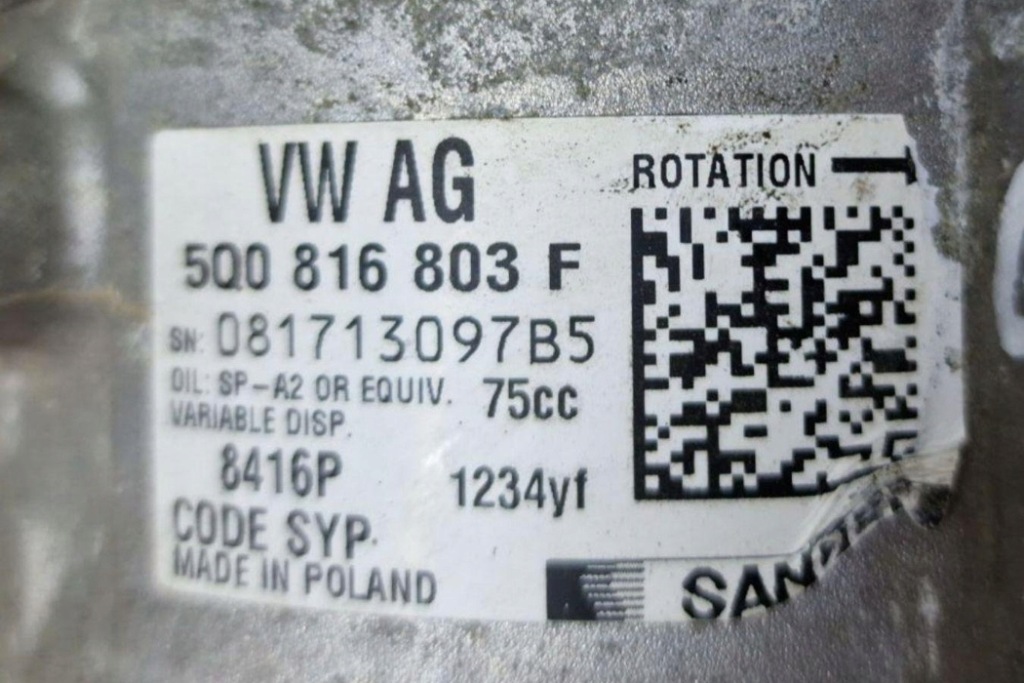 VW AG
ROTATION
5Q0 816 803 F
SN: 081713097B5
OIL: SP-A2 OR EQUIV. 75cc
VARIABLE DISP.
8416P 1234yf
CODE SYP.
MADE IN POLAND